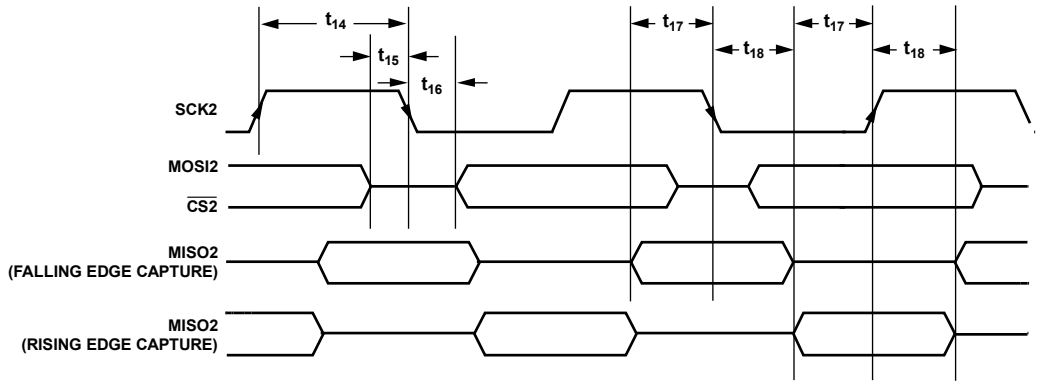 t14
t17
t17
t18
t18
t15
t16
SCK2
MOSI2
CS2
MISO2
(FALLING EDGE CAPTURE)
MISO2
(RISING EDGE CAPTURE)